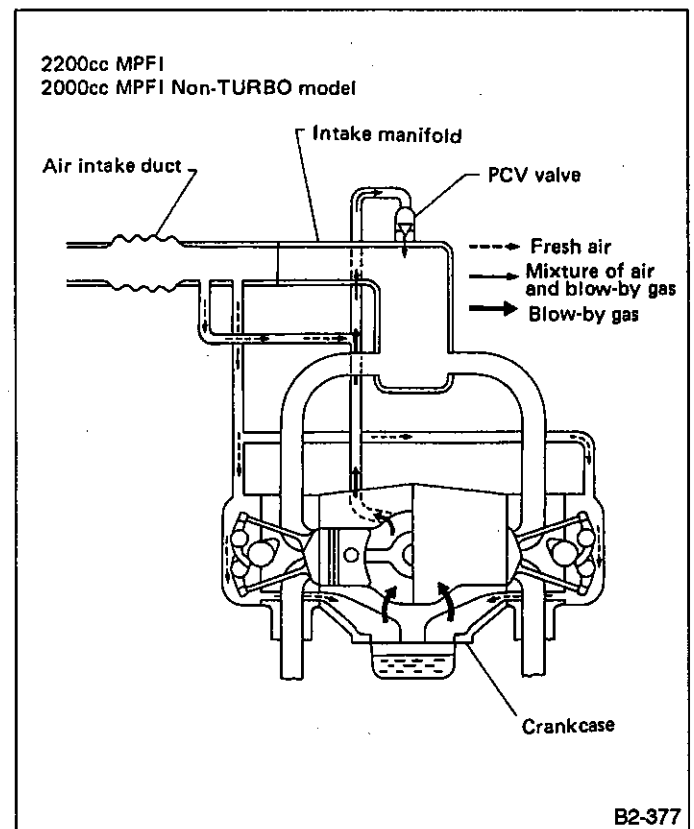 2200cc MPFI
2000cc MPFI Non-TURBO model
Intake manifold
Air intake duct
PCV valve
Fresh air
Mixture of air
and blow-by gas
Blow-by gas
Crankcase
B2-377